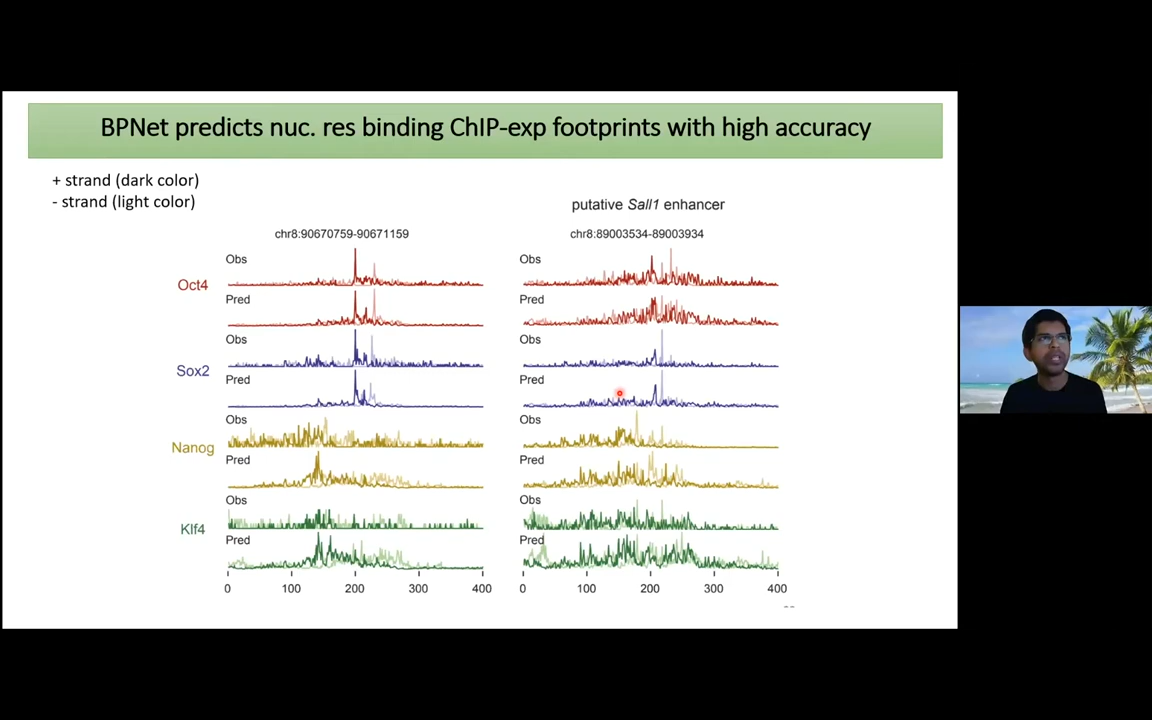 BPNet predicts nuc. res binding ChIP-exp footprints with high accuracy
+ strand (dark color)
- strand (light color)
putative Sall1 enhancer
chr8:90670759-90671159
chr8:89003534-89003934
Obs
Obs
Oct4
Pred
Pred
Obs
Obs
Sox2
Pred
Pred
Obs
Obs
Nanog
Pred
Pred
Obs
Obs
Klf4
Pred
Pred
0 100 200 300 400
0 100 200 300 400